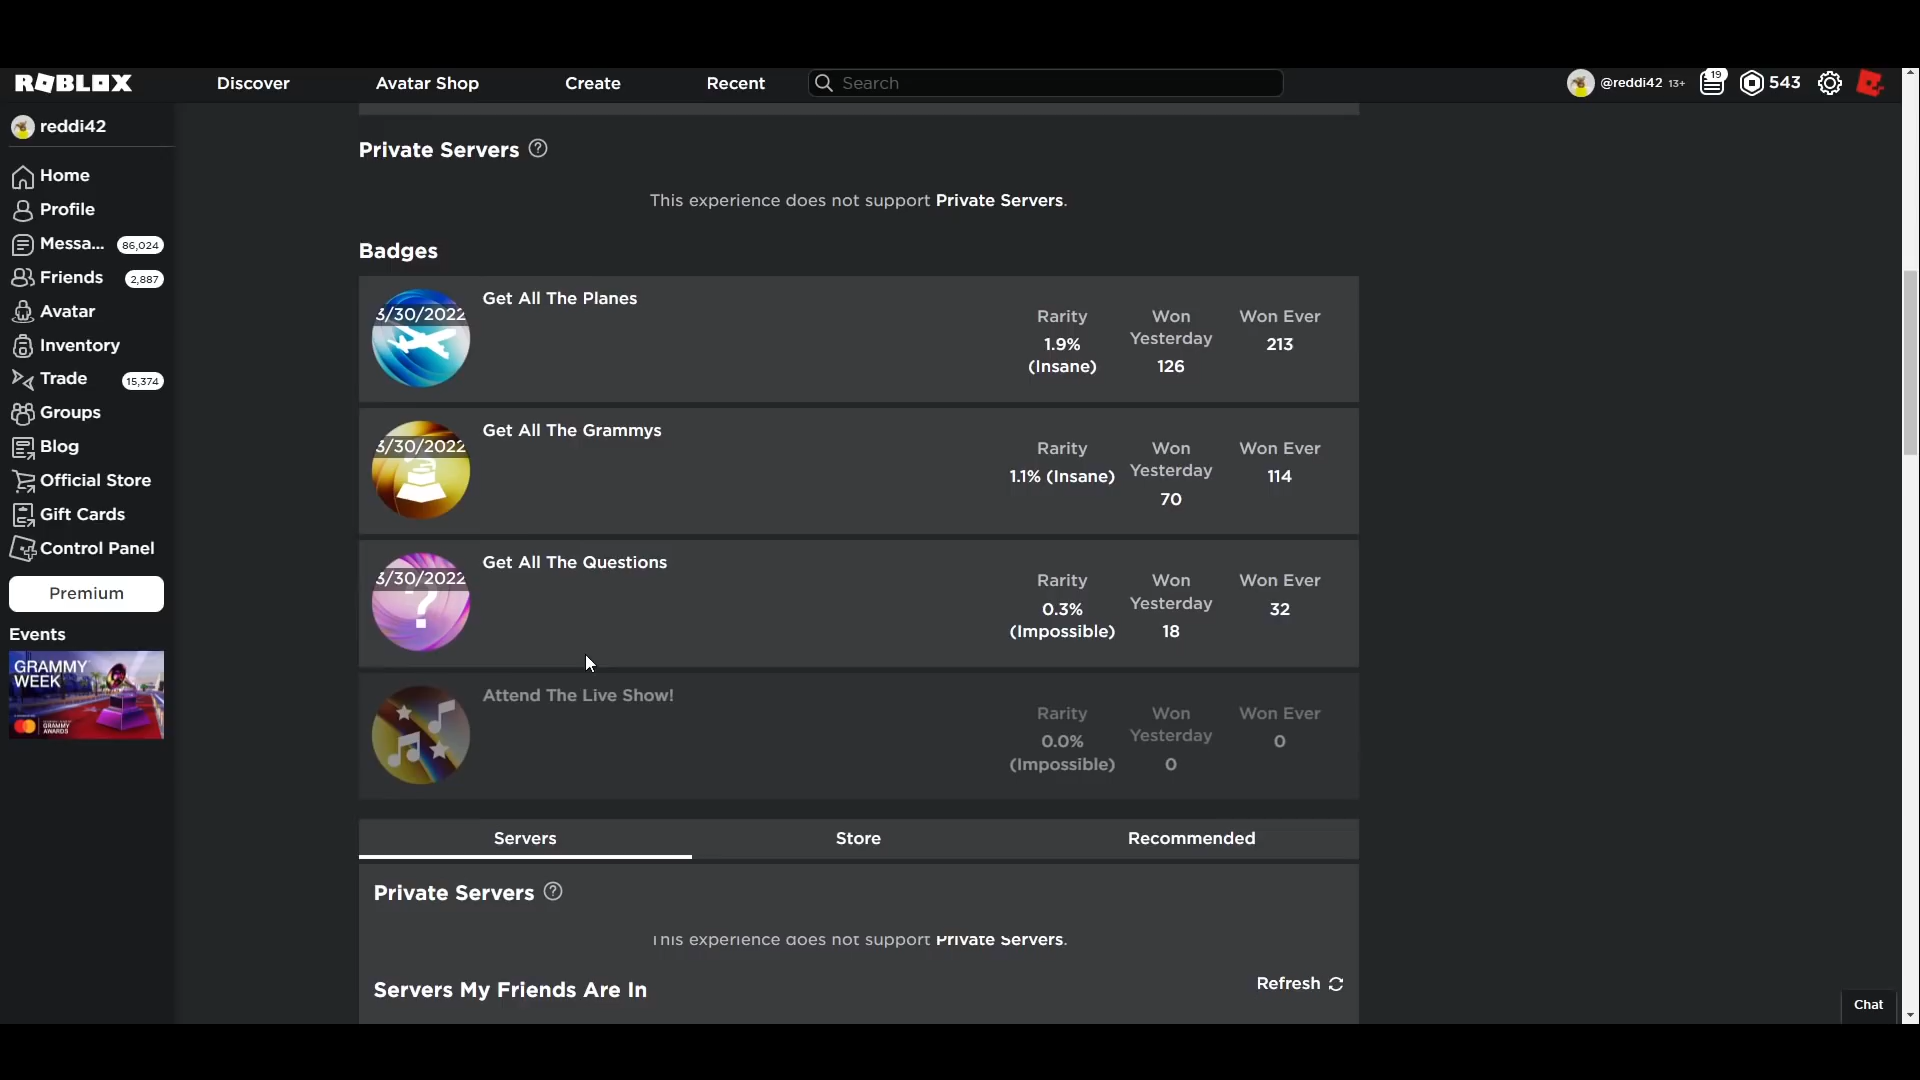 ROBLOX Discover Avatar Shop Create Recent Search @reddi42 13+ 19 543
reddi42
Home
Profile
Messa... 86,024
Friends 2,887
Avatar
Inventory
Trade 15,374
Groups
Blog
Official Store
Gift Cards
Control Panel
Premium
Events
GRAMMY
WEEK
GRAMMY
AWARDS
Private Servers ?
This experience does not support Private Servers.
Badges
3/30/2022
Get All The Planes
Rarity
1.9%
(Insane)
Won
Yesterday
126
Won Ever
213
3/30/2022
Get All The Grammys
Rarity
1.1% (Insane)
Won
Yesterday
70
Won Ever
114
3/30/2022
?
Get All The Questions
Rarity
0.3%
(Impossible)
Won
Yesterday
18
Won Ever
32
Attend The Live Show!
Rarity
0.0%
(Impossible)
Won
Yesterday
0
Won Ever
0
Servers Store Recommended
Private Servers ?
This experience does not support Private Servers.
Servers My Friends Are In Refresh
Chat